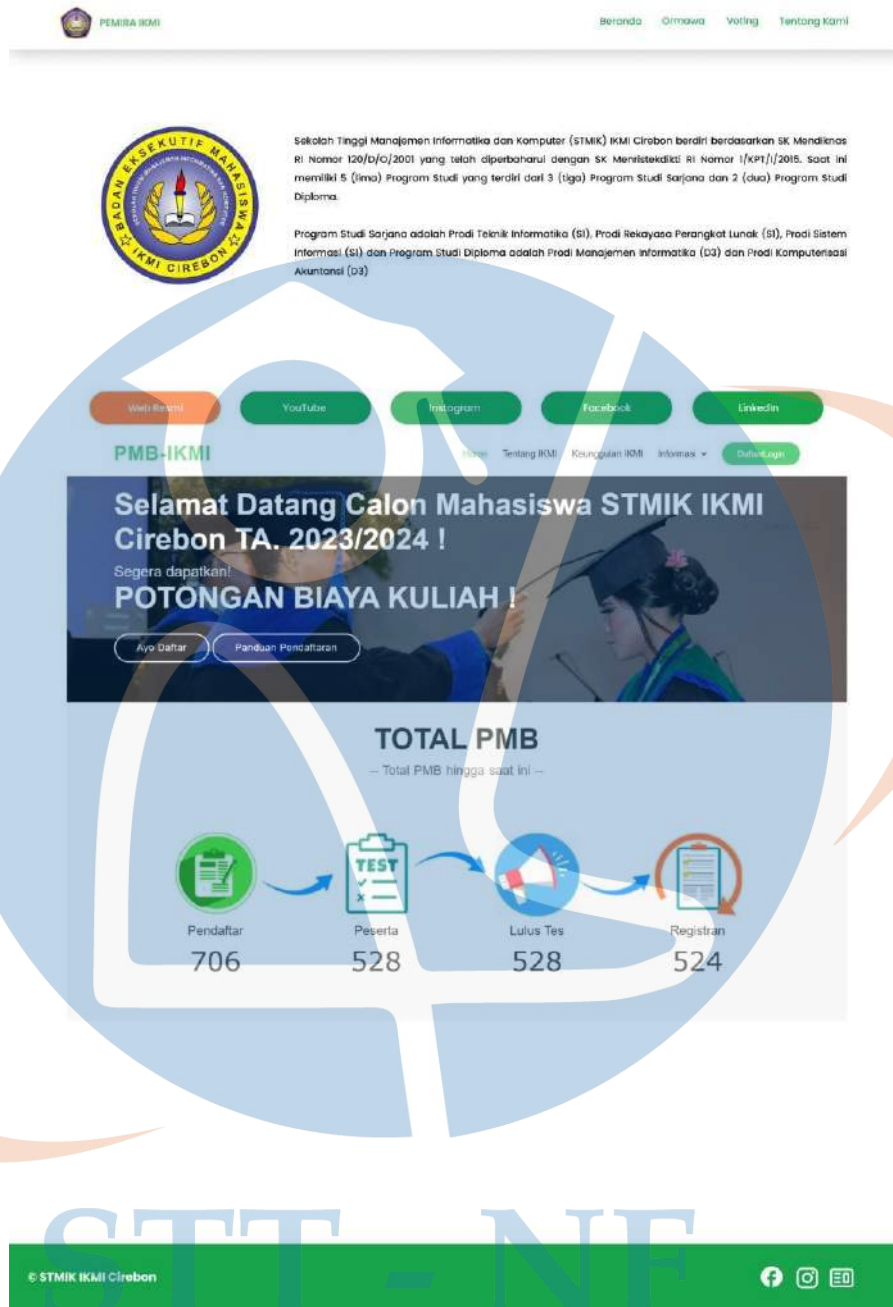 PEMIRA IKMI
Beranda Ormawa Voting Tentang Kami
BADAN EKSEKUTIF MAHASISWA
IKMI CIREBON
Sekolah Tinggi Manajemen Informatika dan Komputer (STMIK) IKMI Cirebon berdiri berdasarkan SK Mendiknas
RI Nomor 120/D/O/2001 yang telah diperbaharui dengan SK Menristekdikti RI Nomor 1/KPT/I/2015. Saat ini
memiliki 5 (lima) Program Studi yang terdiri dari 3 (tiga) Program Studi Sarjana dan 2 (dua) Program Studi
Diploma.
Program Studi Sarjana adalah Prodi Teknik Informatika (S1), Prodi Rekayasa Perangkat Lunak (S1), Prodi Sistem
Informasi (S1) dan Program Studi Diploma adalah Prodi Manajemen Informatika (D3) dan Prodi Komputerisasi
Akuntansi (D3)
Web Resmi YouTube Instagram Facebook Linkedin
PMB-IKMI
Home Tentang IKMI Keunggulan IKMI Informasi Daftar/Login
Selamat Datang Calon Mahasiswa STMIK IKMI
Cirebon TA. 2023/2024 !
Segera dapatkan!
POTONGAN BIAYA KULIAH !
Ayo Daftar Panduan Pendaftaran
TOTAL PMB
-- Total PMB hingga saat ini --
TEST
Pendaftar Peserta Lulus Tes Registran
706 528 528 524
STT - NF
© STMIK IKMI Cirebon